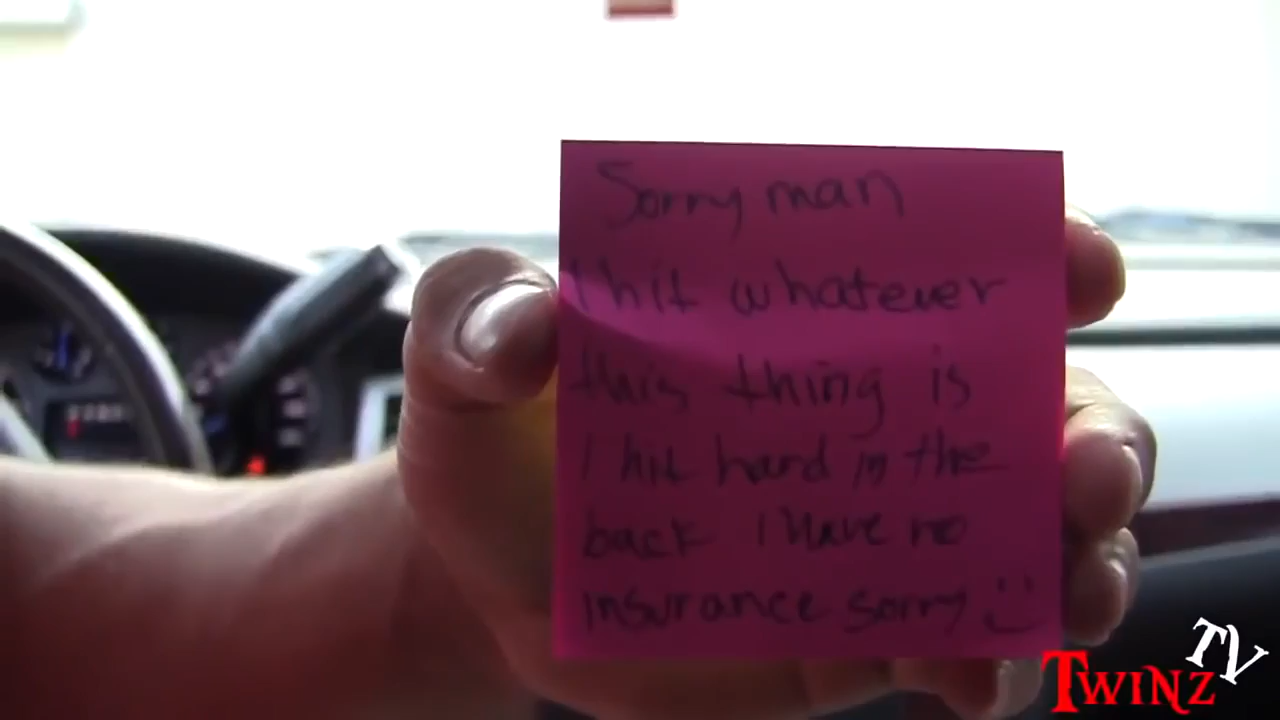 Sorry man
I hit whatever
this thing is
I hit hard in the
back I have no
insurance sorry :)
TWINZ TV